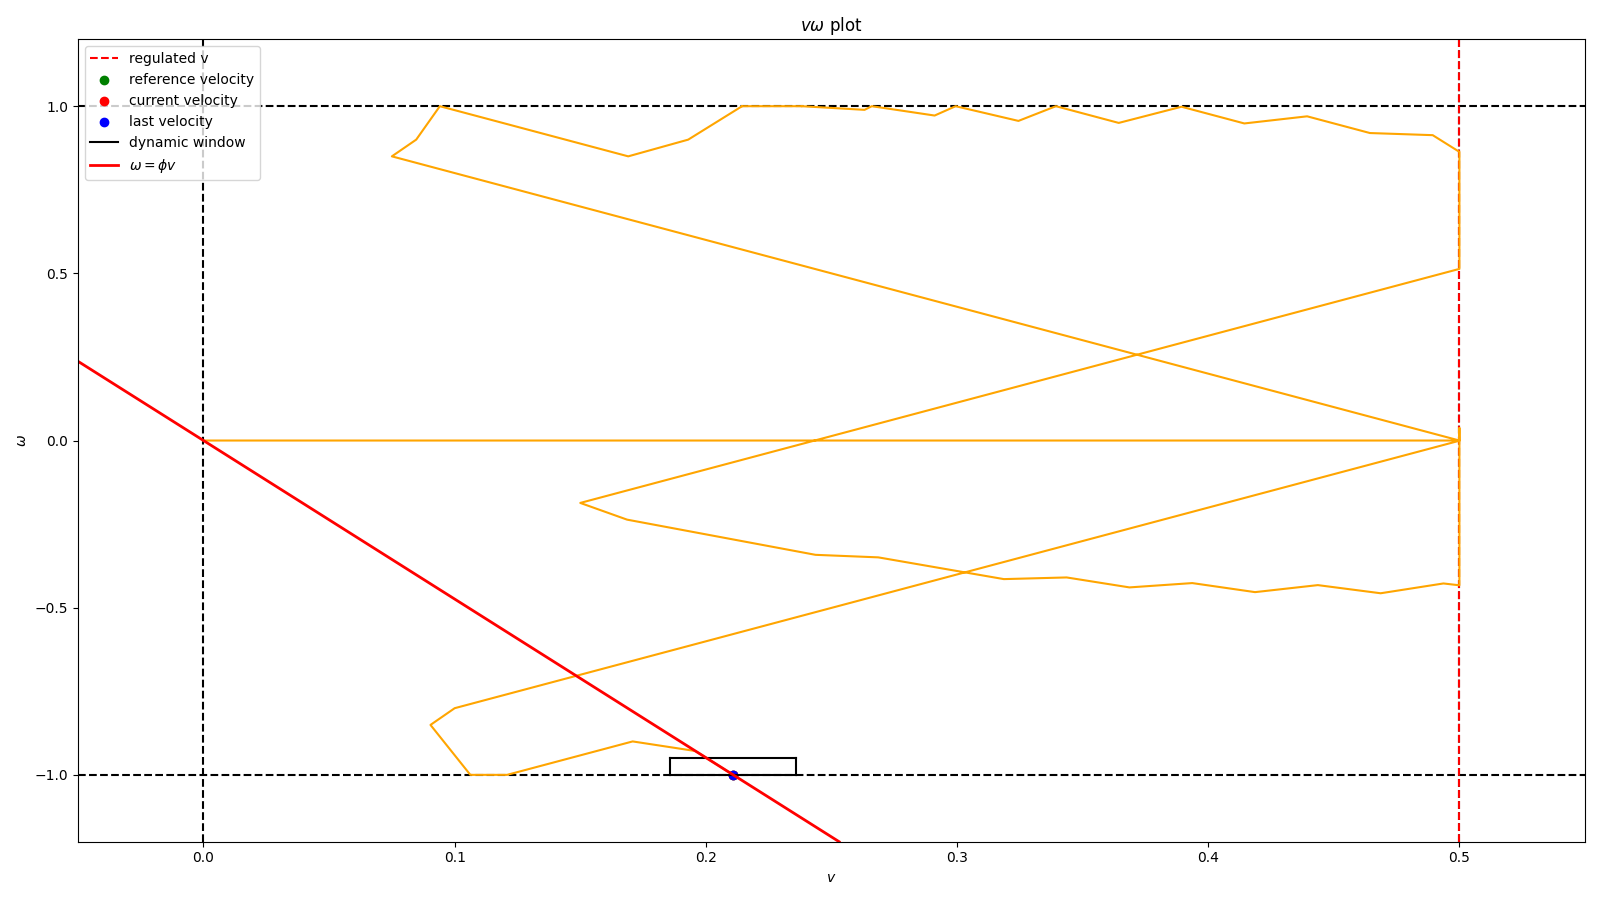 vω plot
regulated v
reference velocity
current velocity
last velocity
dynamic window
ω = ϕv
1.0
0.5
0.0
−0.5
−1.0
ω
0.0 0.1 0.2 0.3 0.4 0.5
v